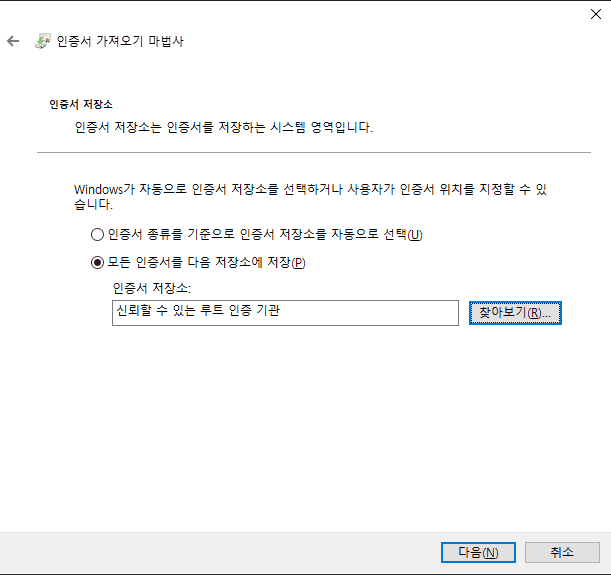 인증서 가져오기 마법사
인증서 저장소
인증서 저장소는 인증서를 저장하는 시스템 영역입니다.
Windows가 자동으로 인증서 저장소를 선택하거나 사용자가 인증서 위치를 지정할 수 있
습니다.
인증서 종류를 기준으로 인증서 저장소를 자동으로 선택(U)
모든 인증서를 다음 저장소에 저장(P)
인증서 저장소:
신뢰할 수 있는 루트 인증 기관
찾아보기(R)...
다음(N)
취소